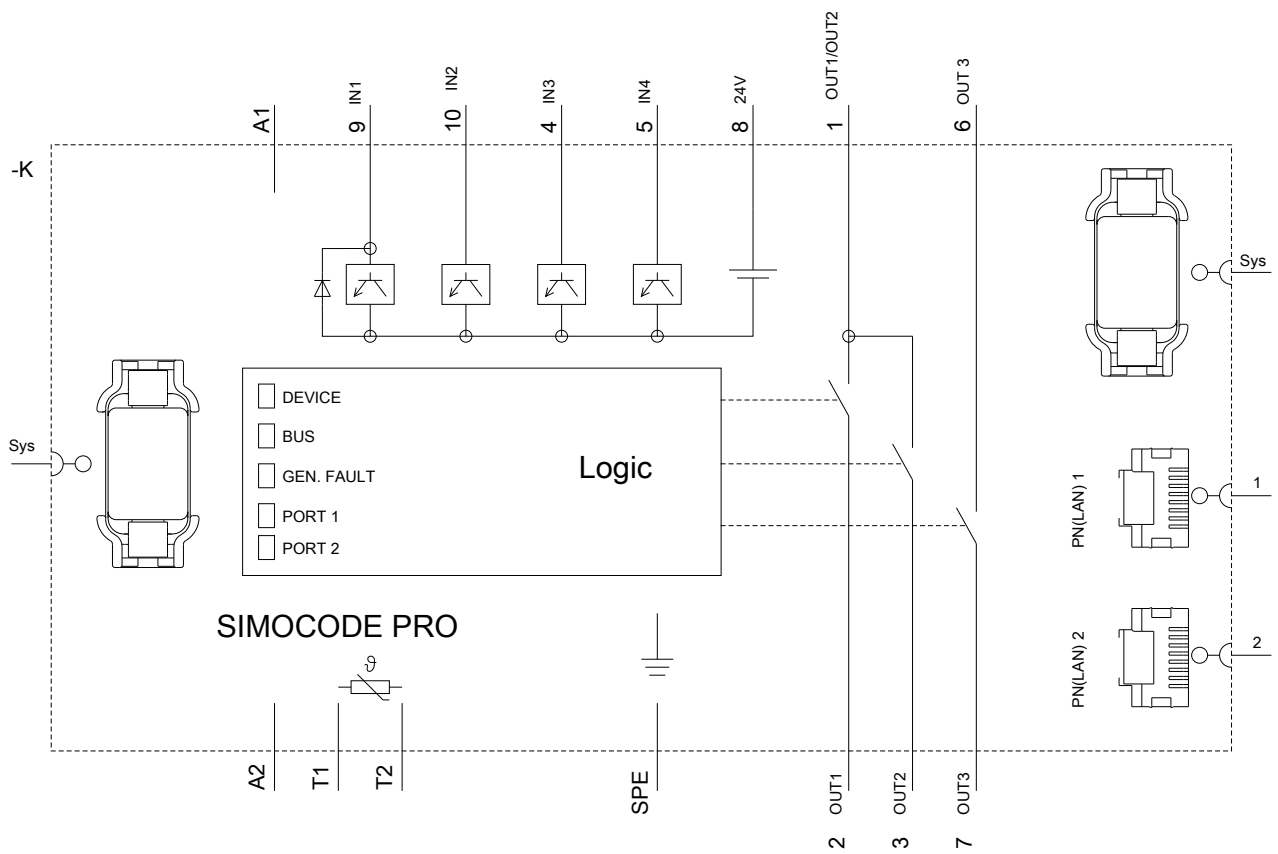 A1
9 IN1
10 IN2
4 IN3
5 IN4
8 24V
1 OUT1/OUT2
6 OUT 3
-K
Sys
Sys
DEVICE
BUS
GEN. FAULT
PORT 1
PORT 2
Logic
PN(LAN) 1
1
SIMOCODE PRO
ϑ
PN(LAN) 2
2
A2
T1
T2
SPE
2 OUT1
3 OUT2
7 OUT3